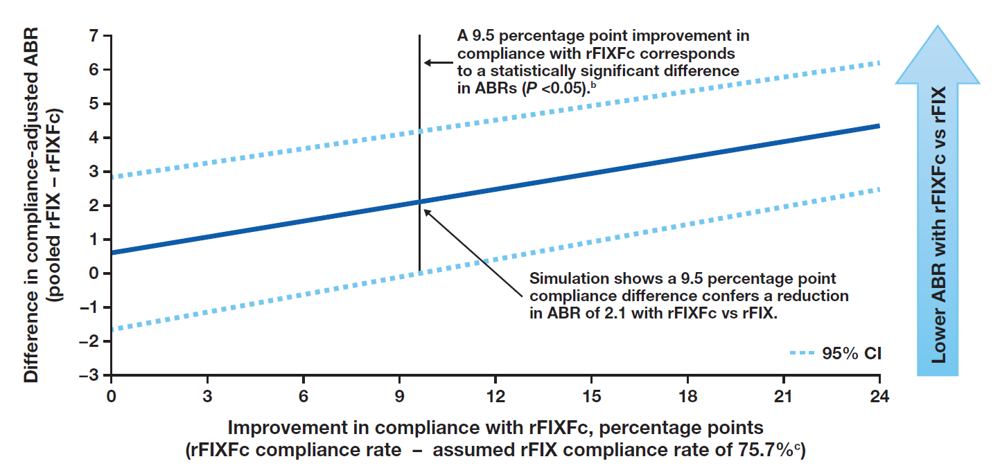 Difference in compliance-adjusted ABR
(pooled rFIX – rFIXFc)
7
6
5
4
3
2
1
0
–1
–2
–3
A 9.5 percentage point improvement in
compliance with rFIXFc corresponds
to a statistically significant difference
in ABRs (P <0.05).b
Simulation shows a 9.5 percentage point
compliance difference confers a reduction
in ABR of 2.1 with rFIXFc vs rFIX.
95% CI
Lower ABR with rFIXFc vs rFIX
0 3 6 9 12 15 18 21 24
Improvement in compliance with rFIXFc, percentage points
(rFIXFc compliance rate – assumed rFIX compliance rate of 75.7%c)